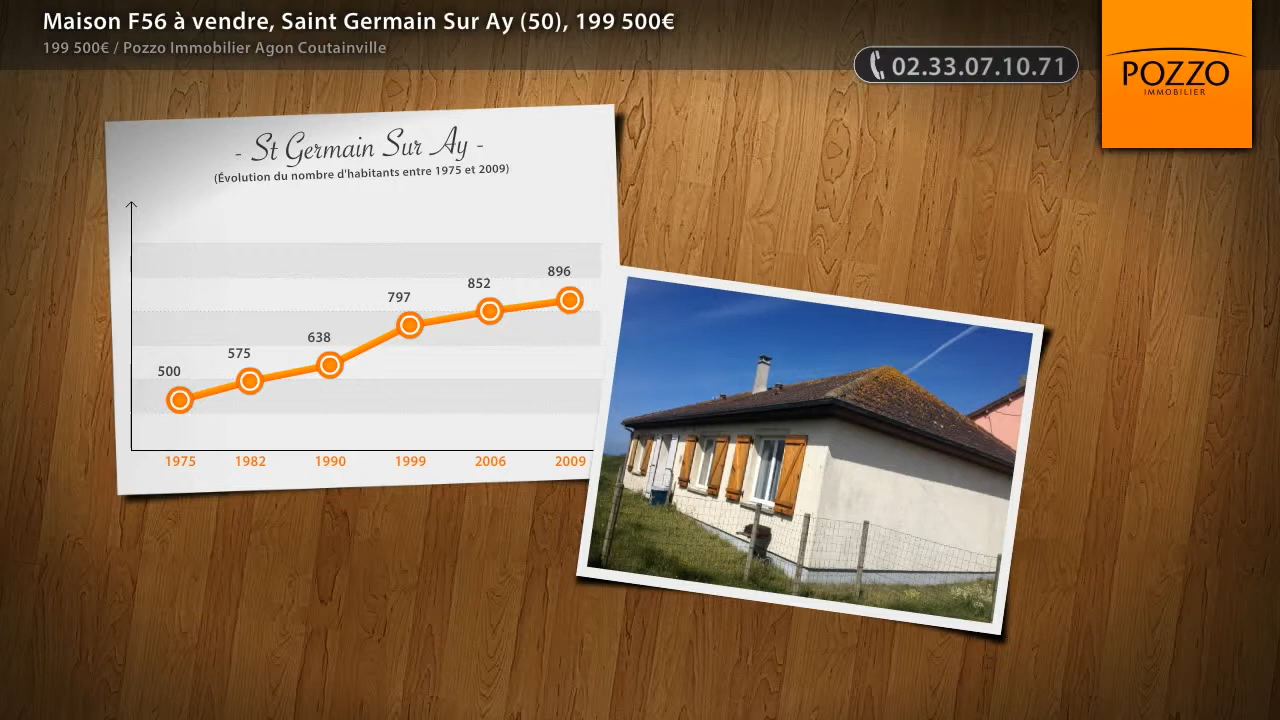 Maison F56 à vendre, Saint Germain Sur Ay (50), 199 500€
199 500€ / Pozzo Immobilier Agon Coutainville
02.33.07.10.71
POZZO
IMMOBILIER
- St Germain Sur Ay -
(Évolution du nombre d'habitants entre 1975 et 2009)
500
575
638
797
852
896
1975
1982
1990
1999
2006
2009